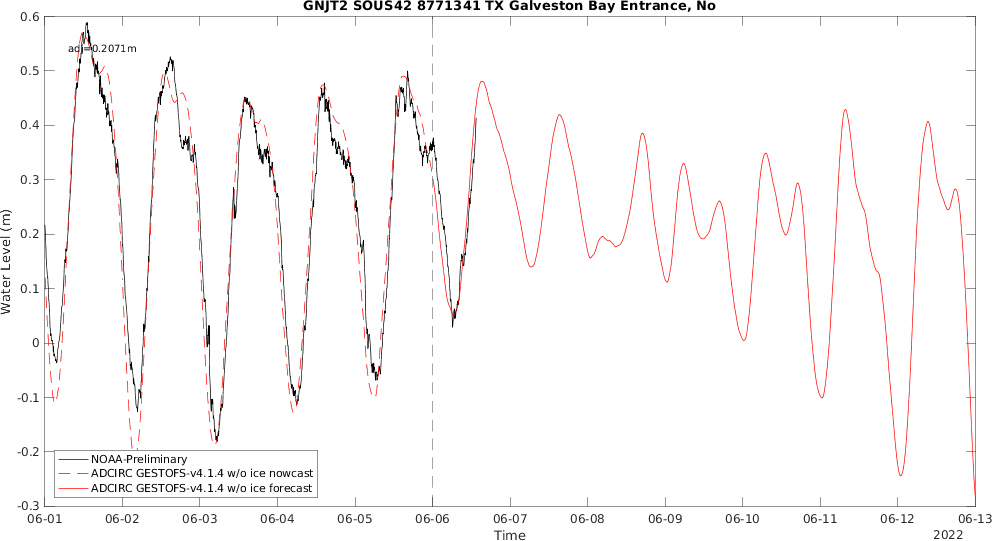 GNJT2 SOUS42 8771341 TX Galveston Bay Entrance, No
adj=0.2071m
Water Level (m)
0.6
0.5
0.4
0.3
0.2
0.1
0
-0.1
-0.2
-0.3
NOAA-Preliminary
ADCIRC GESTOFS-v4.1.4 w/o ice nowcast
ADCIRC GESTOFS-v4.1.4 w/o ice forecast
06-01 06-02 06-03 06-04 06-05 06-06 06-07 06-08 06-09 06-10 06-11 06-12 06-13
Time
2022